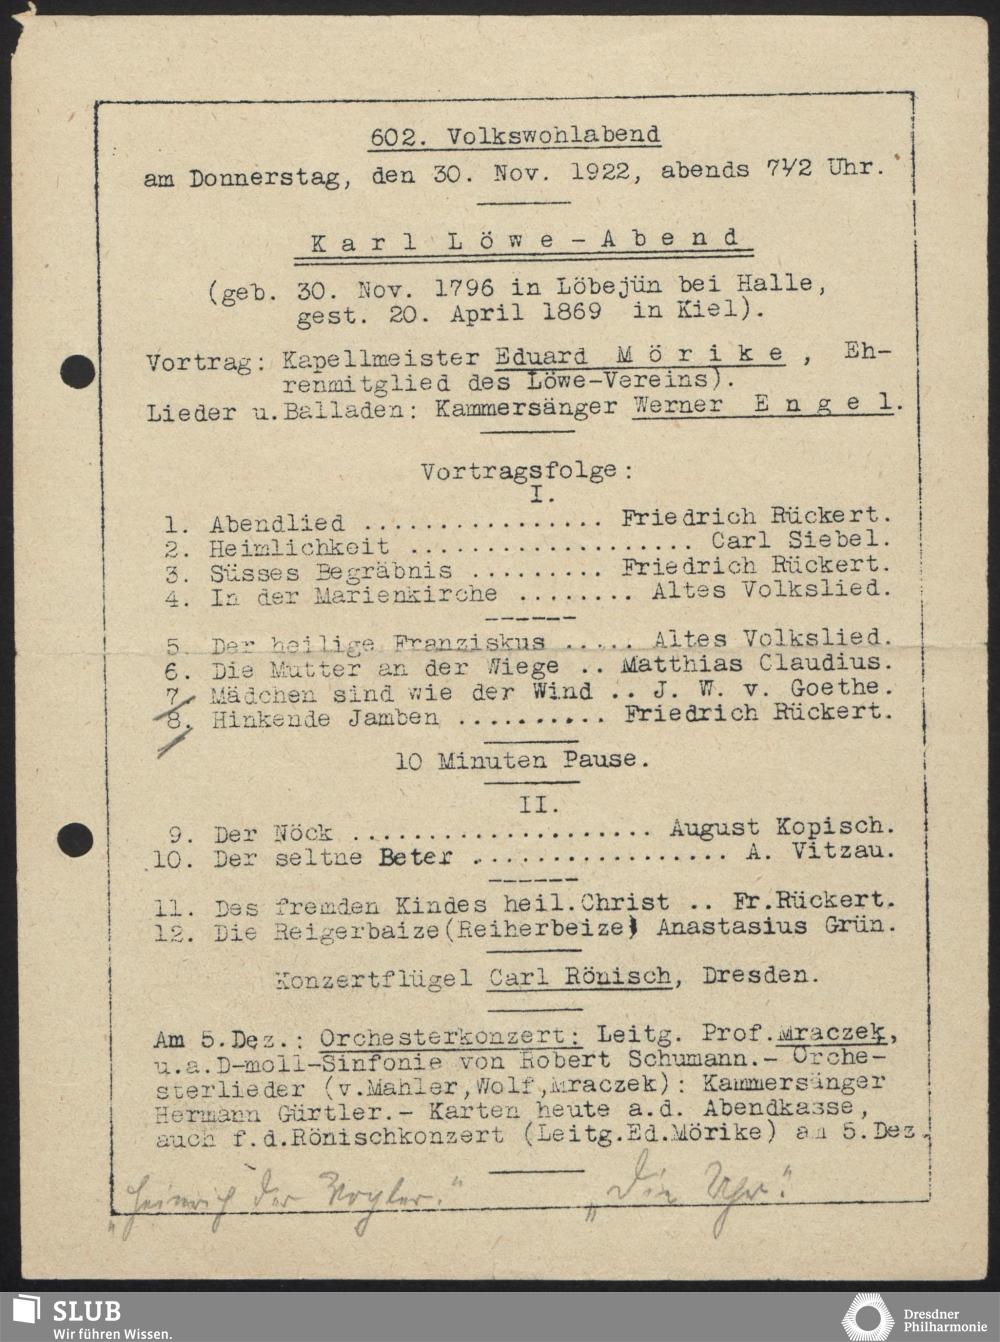 602. Volkswohlabend
am Donnerstag, den 30. Nov. 1922, abends 7½2 Uhr.
Karl Löwe-Abend
(geb. 30. Nov. 1796 in Löbejün bei Halle,
gest. 20. April 1869 in Kiel).
Vortrag: Kapellmeister Eduard Mörike, Eh-
renmitglied des Löwe-Vereins).
Lieder u.Balladen: Kammersänger Werner Engel.
Vortragsfolge:
I.
1. Abendlied ................ Friedrich Rückert.
2. Heimlichkeit ................... Carl Siebel.
3. Süsses Begräbnis ......... Friedrich Rückert.
4. In der Marienkirche ........ Altes Volkslied.
5. Der heilige Franziskus ..... Altes Volkslied.
6. Die Mutter an der Wiege .. Matthias Claudius.
7. Mädchen sind wie der Wind .. J. W. v. Goethe.
8. Hinkende Jamben .......... Friedrich Rückert.
10 Minuten Pause.
II.
9. Der Nöck .................... August Kopisch.
10. Der seltne Beter ................. A. Vitzau.
11. Des fremden Kindes heil.Christ .. Fr.Rückert.
12. Die Reigerbaize(Reiherbeize) Anastasius Grün.
Konzertflügel Carl Rönisch, Dresden.
Am 5.Dez.: Orchesterkonzert: Leitg. Prof.Mraczek,
u.a.D-moll-Sinfonie von Robert Schumann.- Orche-
sterlieder (v.Mahler,Wolf,Mraczek): Kammersänger
Hermann Gürtler.- Karten heute a.d. Abendkasse,
auch f.d.Rönischkonzert (Leitg.Ed.Mörike) am 5.Dez.
„Heinrich der Vogler." „Die Uhr."
SLUB
Wir führen Wissen.
Dresdner
Philharmonie